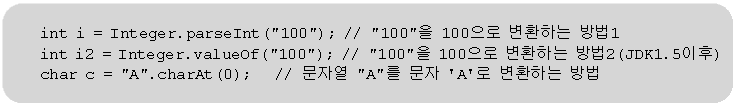 int i = Integer.parseInt("100"); // "100"을 100으로 변환하는 방법1
int i2 = Integer.valueOf("100"); // "100"을 100으로 변환하는 방법2(JDK1.5이후)
char c = "A".charAt(0);   // 문자열 "A"를 문자 'A'로 변환하는 방법